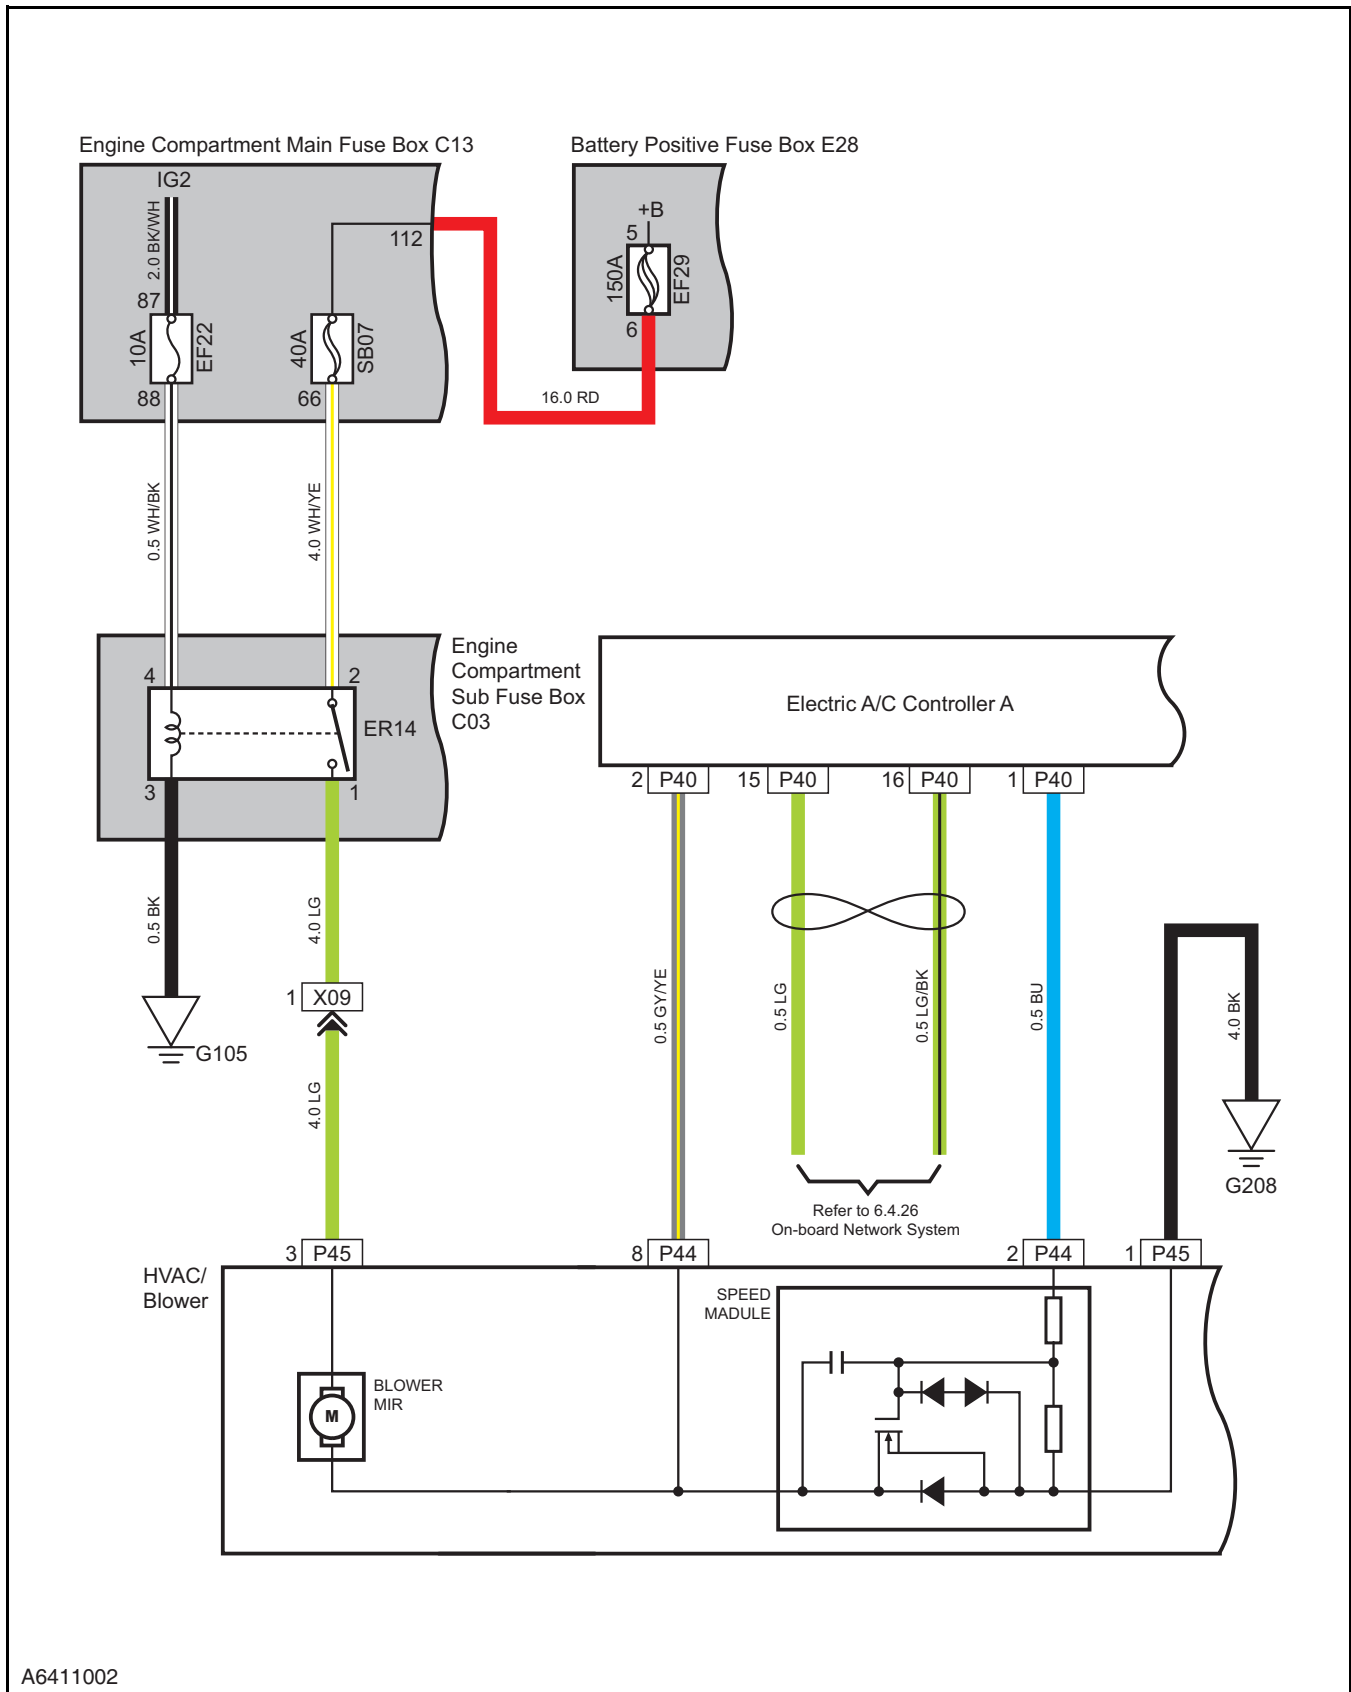 Engine Compartment Main Fuse Box C13
Battery Positive Fuse Box E28
IG2
2.0 BK/WH
87
10A
EF22
88
112
40A
SB07
66
+B
5
150A
EF29
6
16.0 RD
0.5 WH/BK
4.0 WH/YE
Engine
Compartment
Sub Fuse Box
C03
4
2
ER14
3
1
Electric A/C Controller A
2 P40
15 P40
16 P40
1 P40
0.5 BK
4.0 LG
1 X09
G105
4.0 LG
0.5 GY/YE
0.5 LG
0.5 LG/BK
0.5 BU
4.0 BK
G208
Refer to 6.4.26
On-board Network System
3 P45
8 P44
2 P44
1 P45
HVAC/
Blower
SPEED
MADULE
BLOWER
MIR
M
A6411002